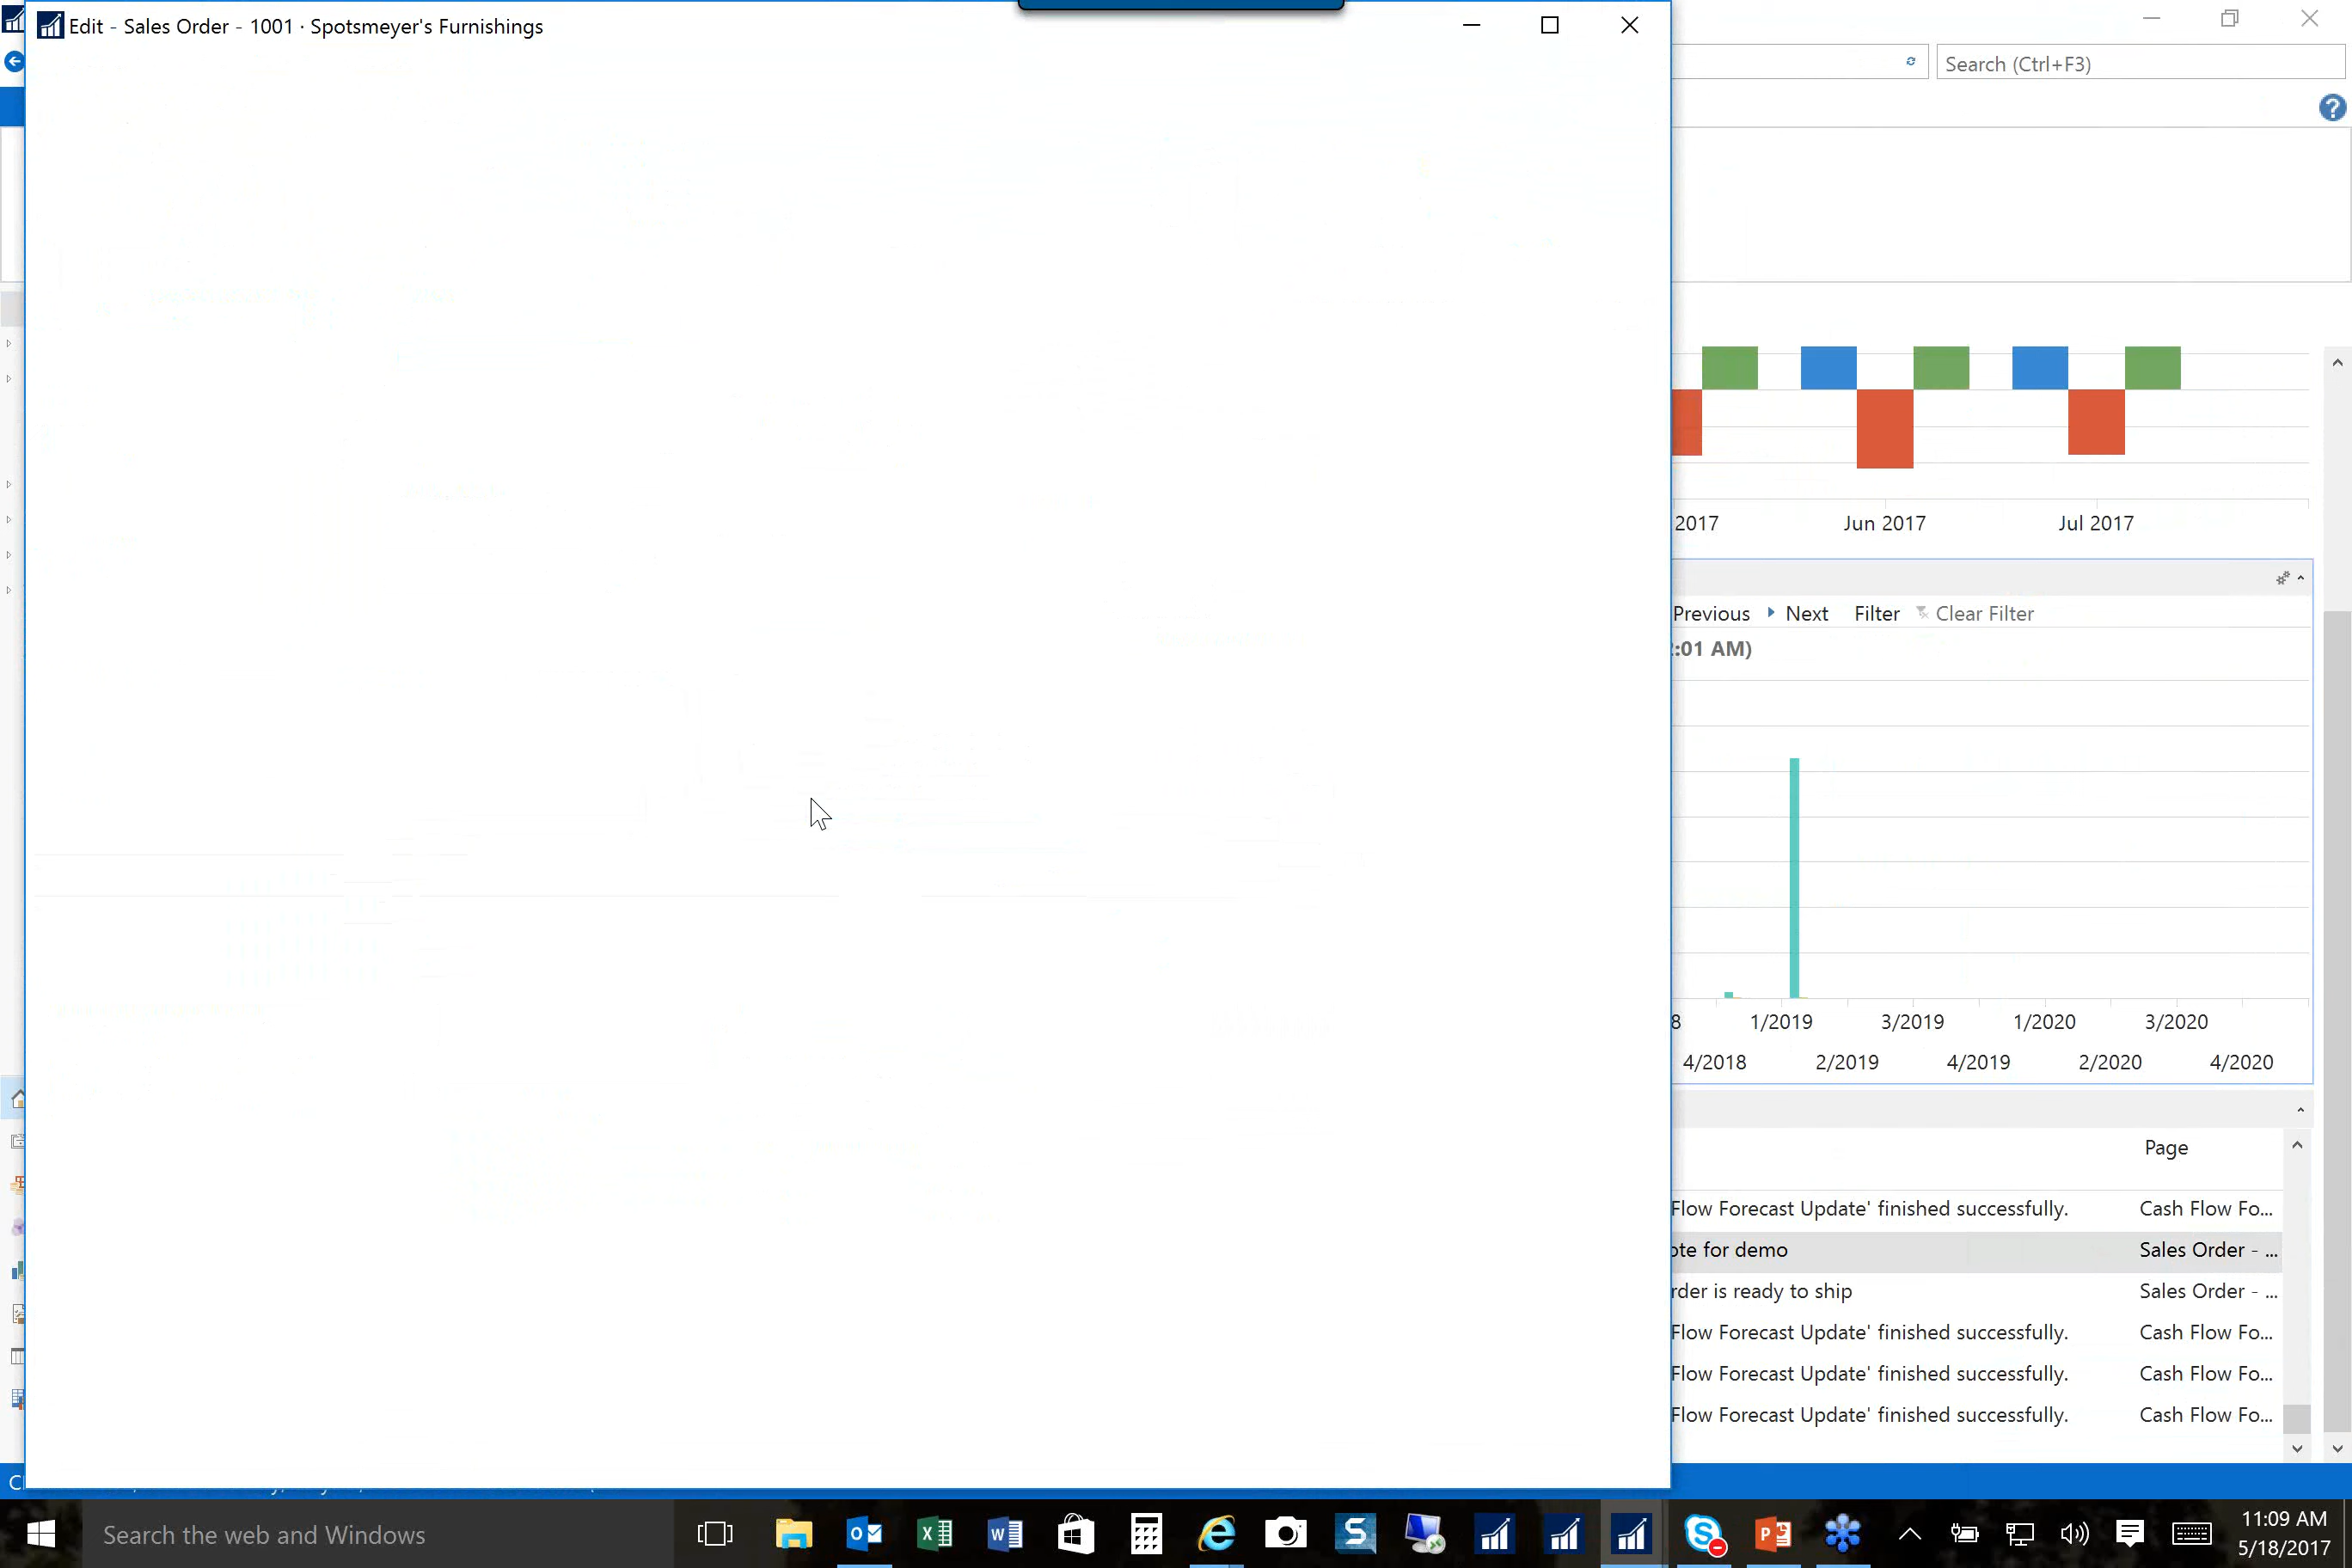 Edit - Sales Order - 1001 · Spotsmeyer's Furnishings
Search (Ctrl+F3)
2017 Jun 2017 Jul 2017
Previous Next Filter Clear Filter
:01 AM)
8 1/2019 3/2019 1/2020 3/2020
4/2018 2/2019 4/2019 2/2020 4/2020
Page
Flow Forecast Update' finished successfully. Cash Flow Fo...
ote for demo Sales Order - ...
rder is ready to ship Sales Order - ...
Flow Forecast Update' finished successfully. Cash Flow Fo...
Flow Forecast Update' finished successfully. Cash Flow Fo...
Flow Forecast Update' finished successfully. Cash Flow Fo...
Search the web and Windows
11:09 AM
5/18/2017